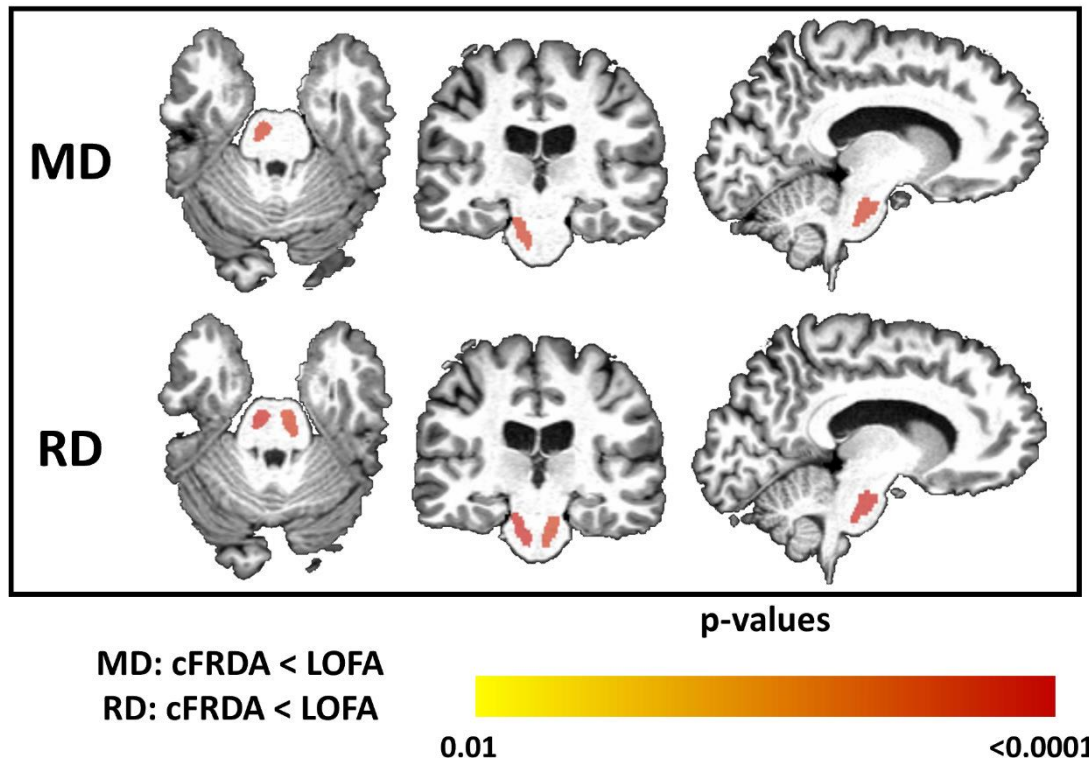 MD
RD
p-values
MD: cFRDA < LOFA
RD: cFRDA < LOFA
0.01
<0.0001